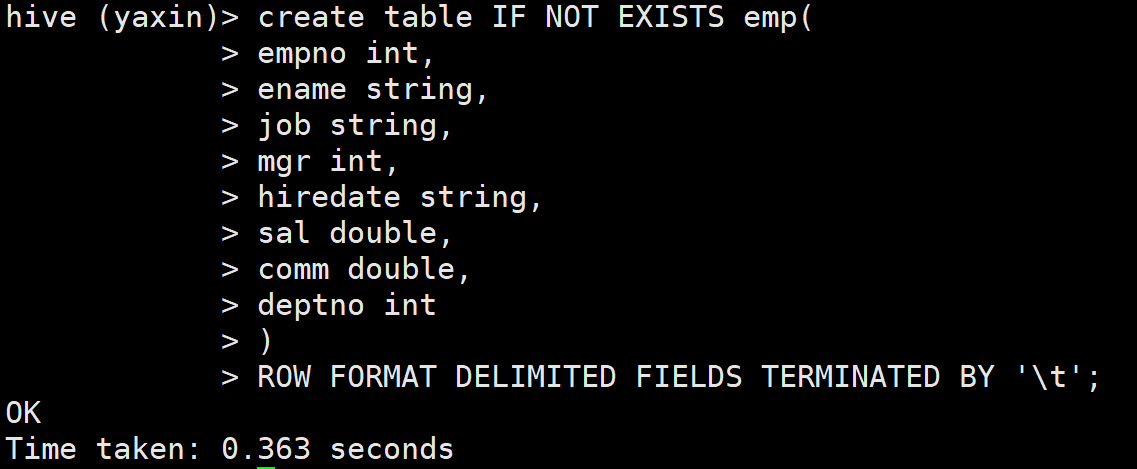 hive (yaxin)> create table IF NOT EXISTS emp(
            > empno int,
            > ename string,
            > job string,
            > mgr int,
            > hiredate string,
            > sal double,
            > comm double,
            > deptno int
            > )
            > ROW FORMAT DELIMITED FIELDS TERMINATED BY '\t';
OK
Time taken: 0.363 seconds